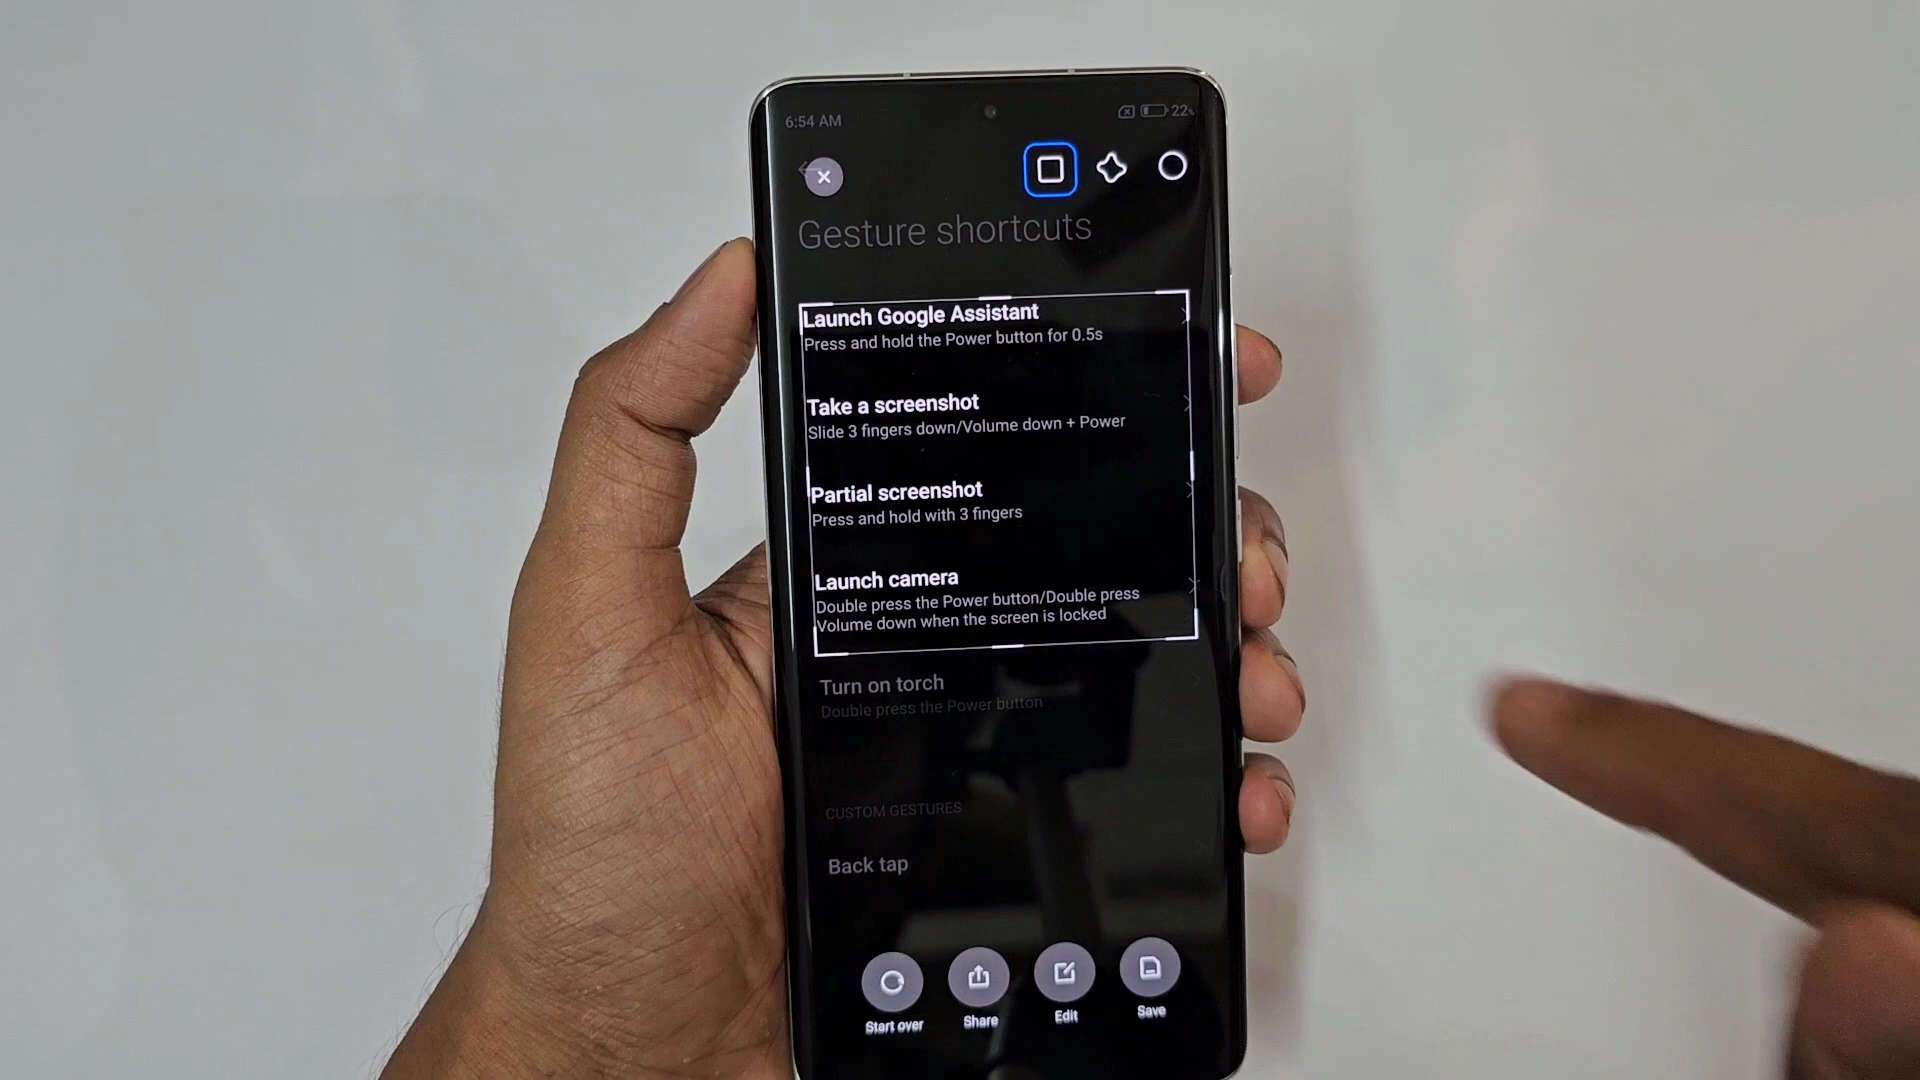 6:54 AM
22%
Gesture shortcuts
Launch Google Assistant
Press and hold the Power button for 0.5s
Take a screenshot
Slide 3 fingers down/Volume down + Power
Partial screenshot
Press and hold with 3 fingers
Launch camera
Double press the Power button/Double press
Volume down when the screen is locked
Turn on torch
Double press the Power button
CUSTOM GESTURES
Back tap
Start over
Share
Edit
Save